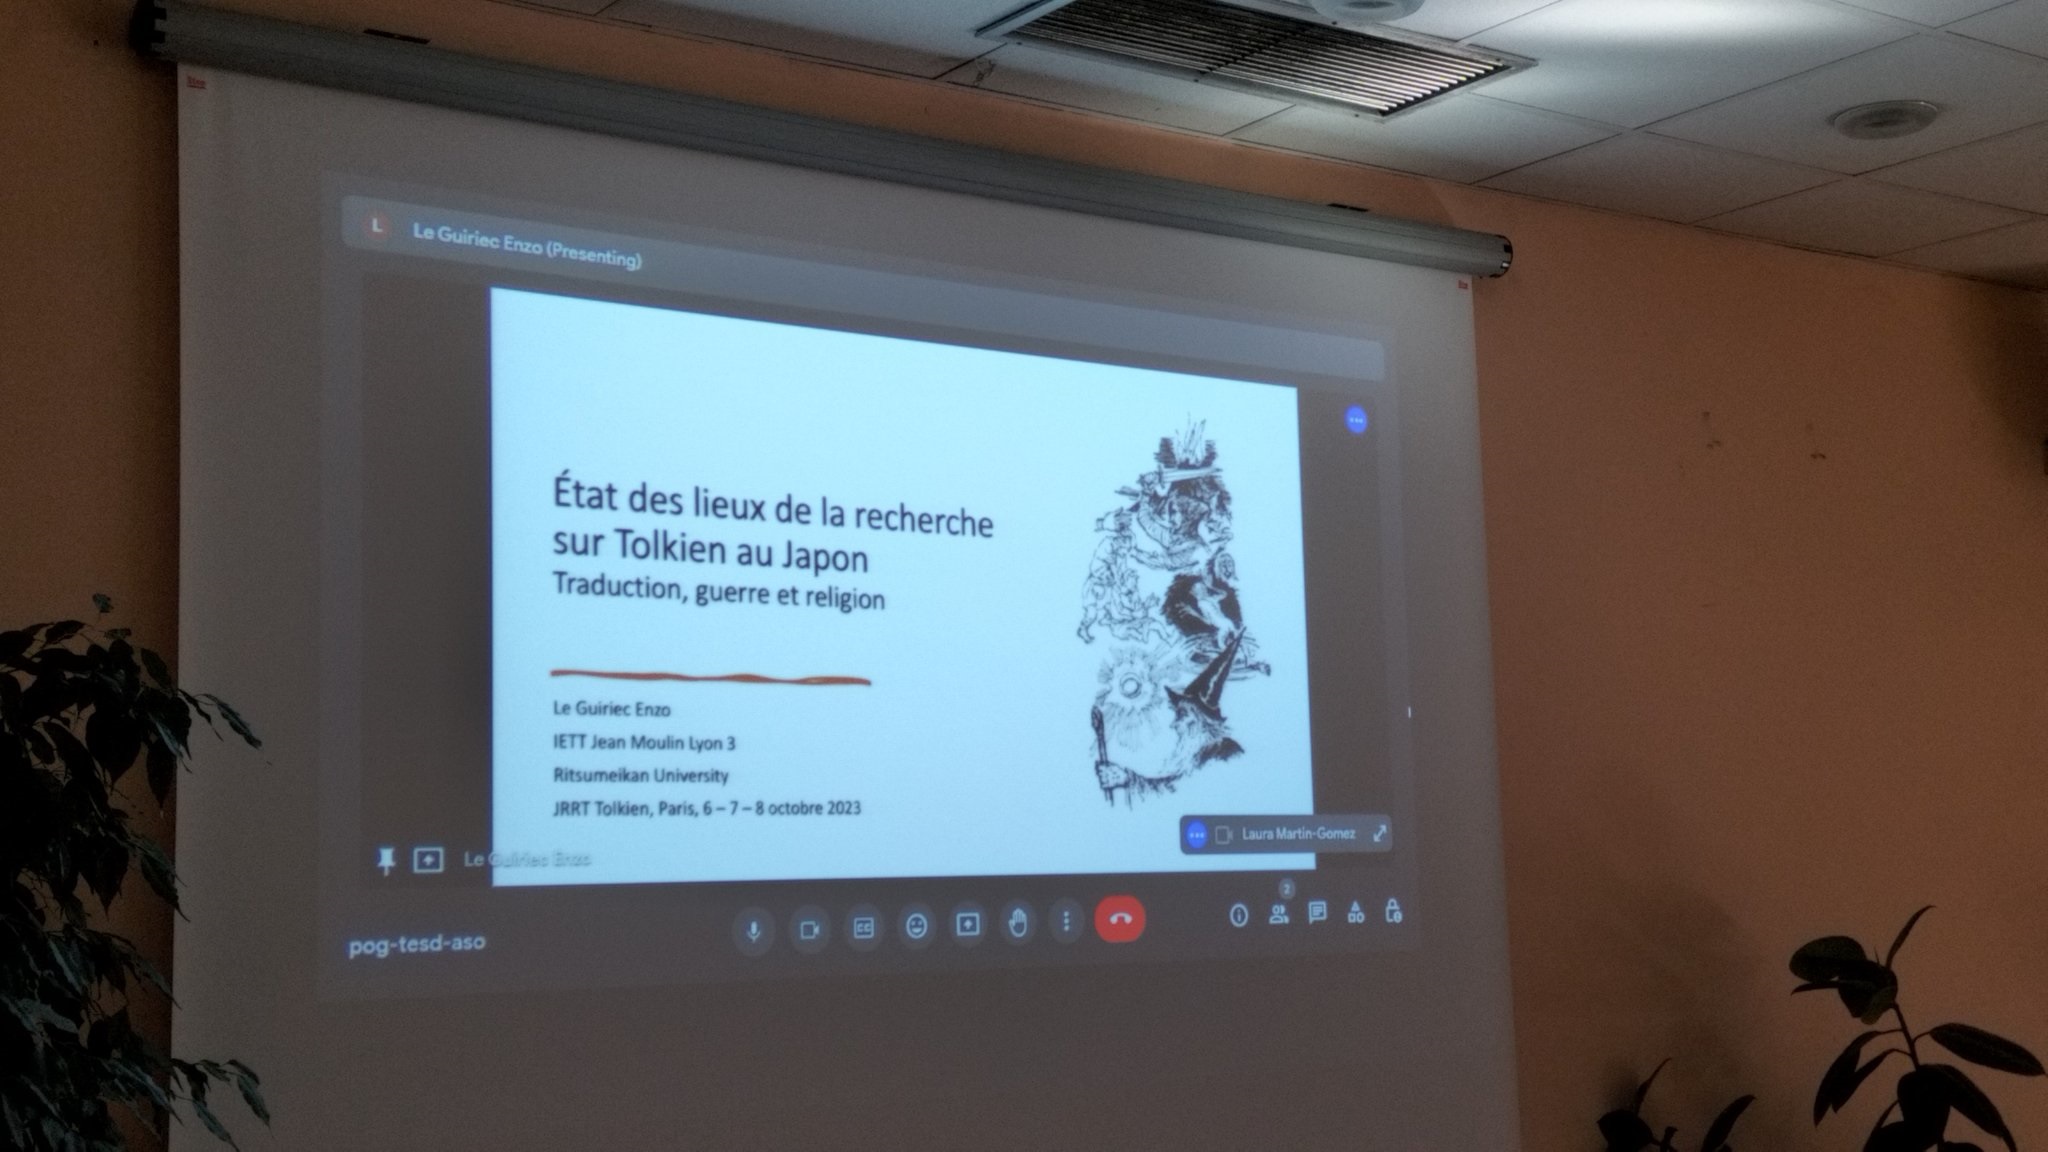 L
Le Guiriec Enzo (Presenting)
État des lieux de la recherche
sur Tolkien au Japon
Traduction, guerre et religion
Le Guiriec Enzo
IETT Jean Moulin Lyon 3
Ritsumeikan University
JRRT Tolkien, Paris, 6 – 7 – 8 octobre 2023
Laura Martin-Gomez
Le Guiriec Enzo
2
CC
pog-tesd-aso